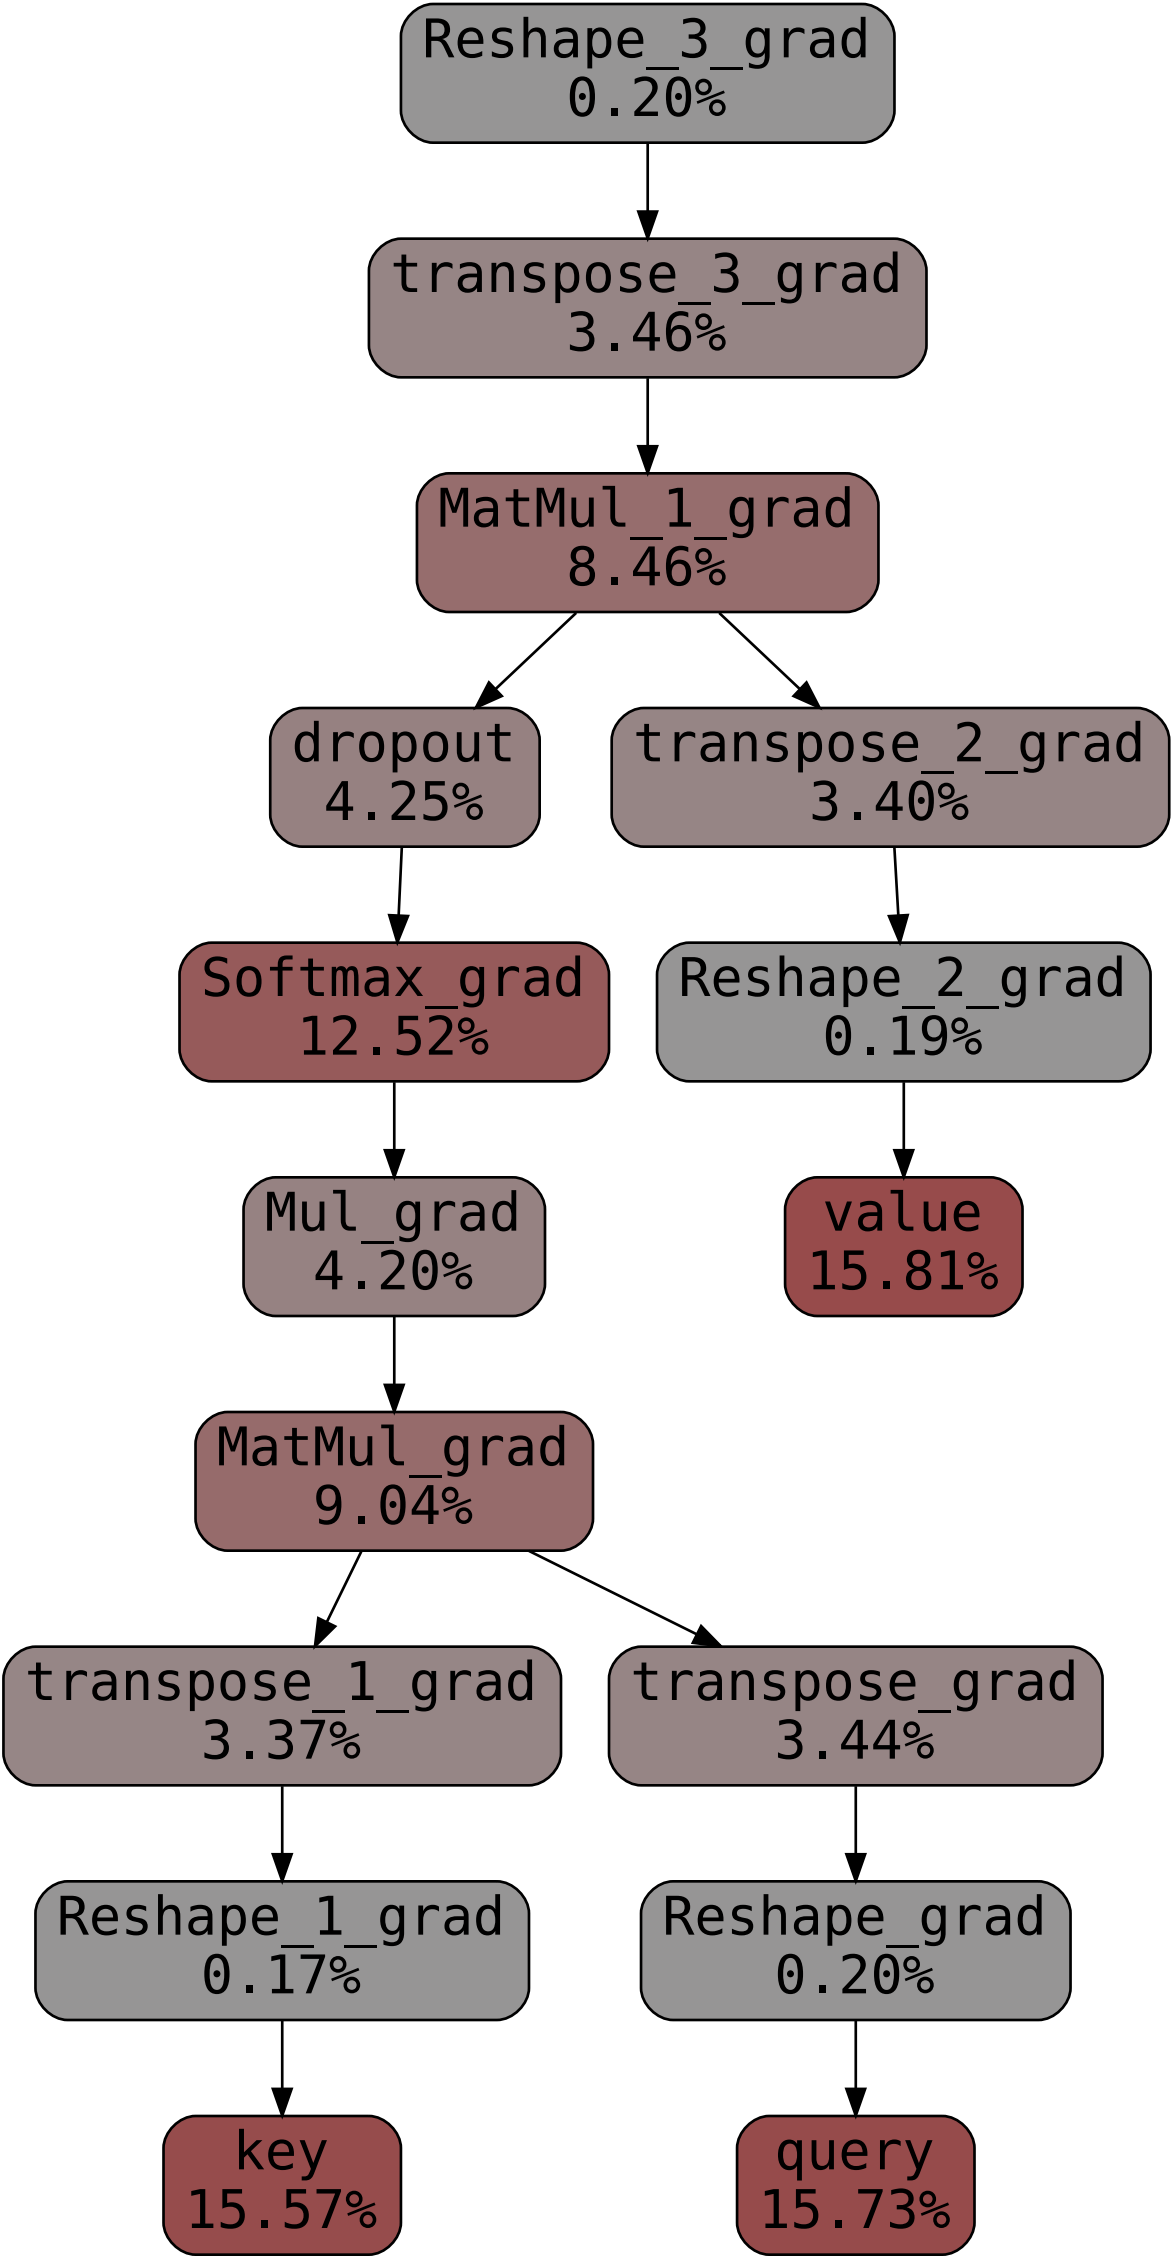 Reshape_3_grad
0.20%
transpose_3_grad
3.46%
MatMul_1_grad
8.46%
dropout
4.25%
transpose_2_grad
3.40%
Softmax_grad
12.52%
Reshape_2_grad
0.19%
Mul_grad
4.20%
value
15.81%
MatMul_grad
9.04%
transpose_1_grad
3.37%
transpose_grad
3.44%
Reshape_1_grad
0.17%
Reshape_grad
0.20%
key
15.57%
query
15.73%